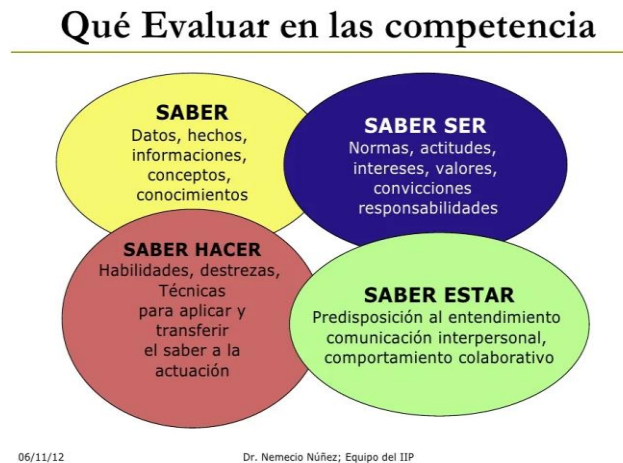 Qué Evaluar en las competencia
SABER
Datos, hechos,
informaciones,
conceptos,
conocimientos
SABER SER
Normas, actitudes,
intereses, valores,
convicciones
responsabilidades
SABER HACER
Habilidades, destrezas,
Técnicas
para aplicar y
transferir
el saber a la
actuación
SABER ESTAR
Predisposición al entendimiento
comunicación interpersonal,
comportamiento colaborativo
06/11/12
Dr. Nemecio Núñez; Equipo del IIP